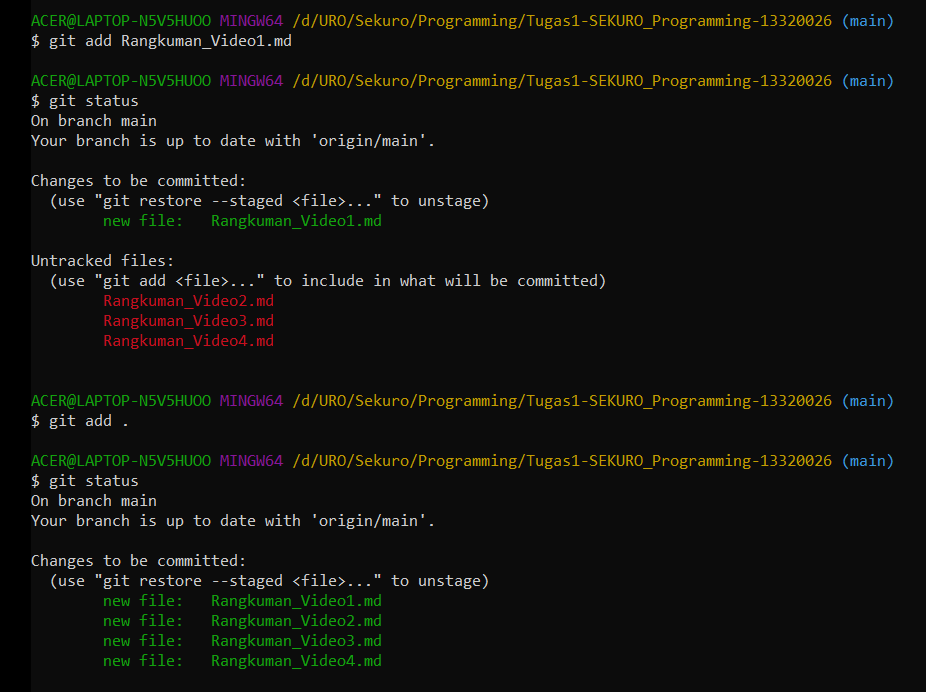 ACER@LAPTOP-N5V5HUOO MINGW64 /d/URO/Sekuro/Programming/Tugas1-SEKURO_Programming-13320026 (main)
$ git add Rangkuman_Video1.md
ACER@LAPTOP-N5V5HUOO MINGW64 /d/URO/Sekuro/Programming/Tugas1-SEKURO_Programming-13320026 (main)
$ git status
On branch main
Your branch is up to date with 'origin/main'.
Changes to be committed:
  (use "git restore --staged <file>..." to unstage)
        new file:   Rangkuman_Video1.md
Untracked files:
  (use "git add <file>..." to include in what will be committed)
        Rangkuman_Video2.md
        Rangkuman_Video3.md
        Rangkuman_Video4.md
ACER@LAPTOP-N5V5HUOO MINGW64 /d/URO/Sekuro/Programming/Tugas1-SEKURO_Programming-13320026 (main)
$ git add .
ACER@LAPTOP-N5V5HUOO MINGW64 /d/URO/Sekuro/Programming/Tugas1-SEKURO_Programming-13320026 (main)
$ git status
On branch main
Your branch is up to date with 'origin/main'.
Changes to be committed:
  (use "git restore --staged <file>..." to unstage)
        new file:   Rangkuman_Video1.md
        new file:   Rangkuman_Video2.md
        new file:   Rangkuman_Video3.md
        new file:   Rangkuman_Video4.md